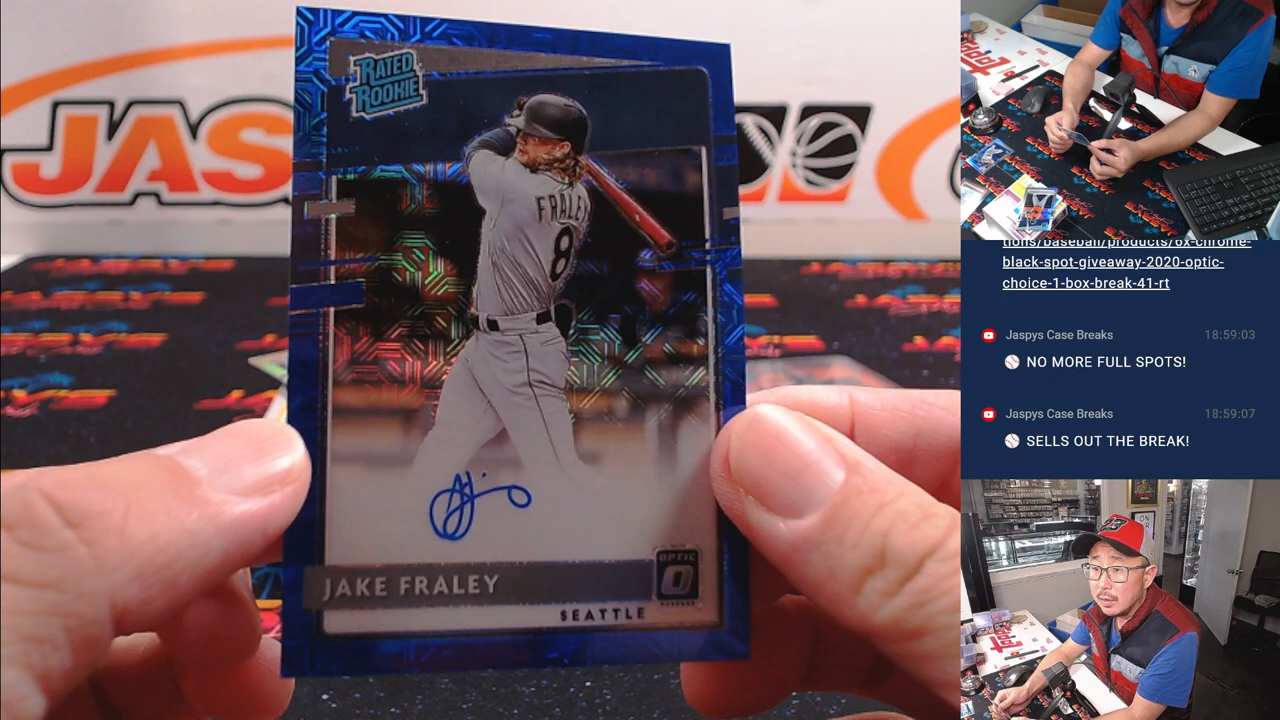 RATED
ROOKIE
JAS
FRALEY
8
JAKE FRALEY
OPTIC
SEATTLE
tions/baseball/products/6x-chrome-
black-spot-giveaway-2020-optic-
choice-1-box-break-41-rt
Jaspys Case Breaks 18:59:03
NO MORE FULL SPOTS!
Jaspys Case Breaks 18:59:07
SELLS OUT THE BREAK!